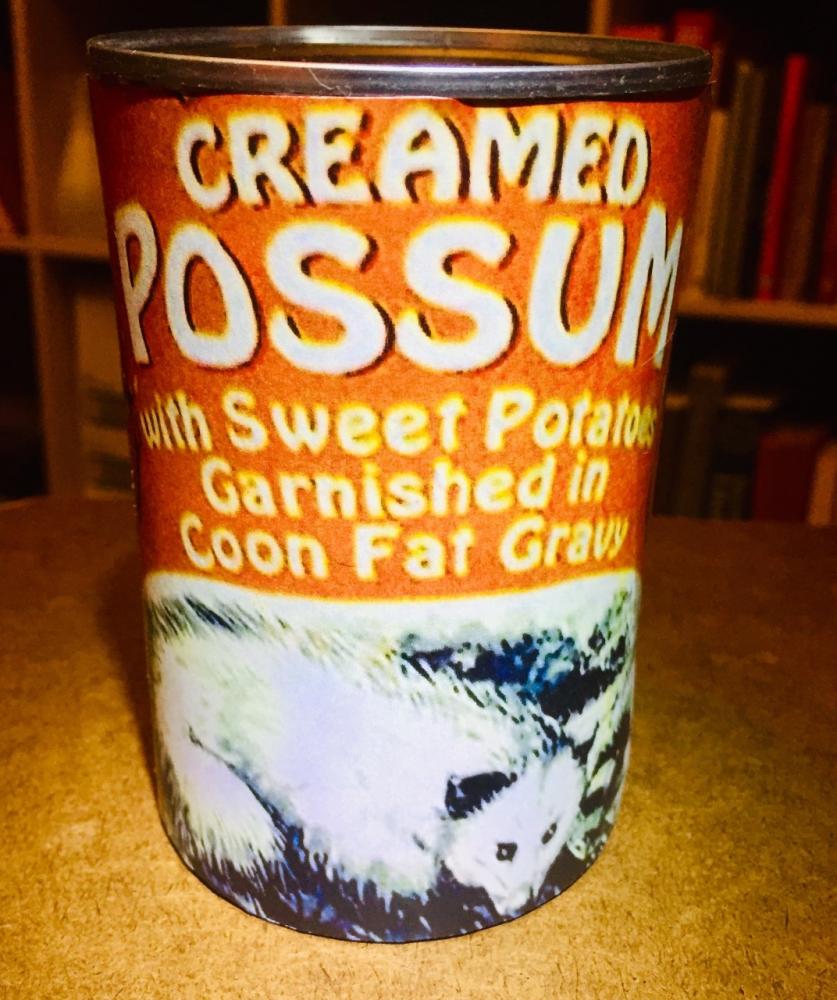 CREAMED
POSSUM
with Sweet Potatoes
Garnished in
Coon Fat Gravy